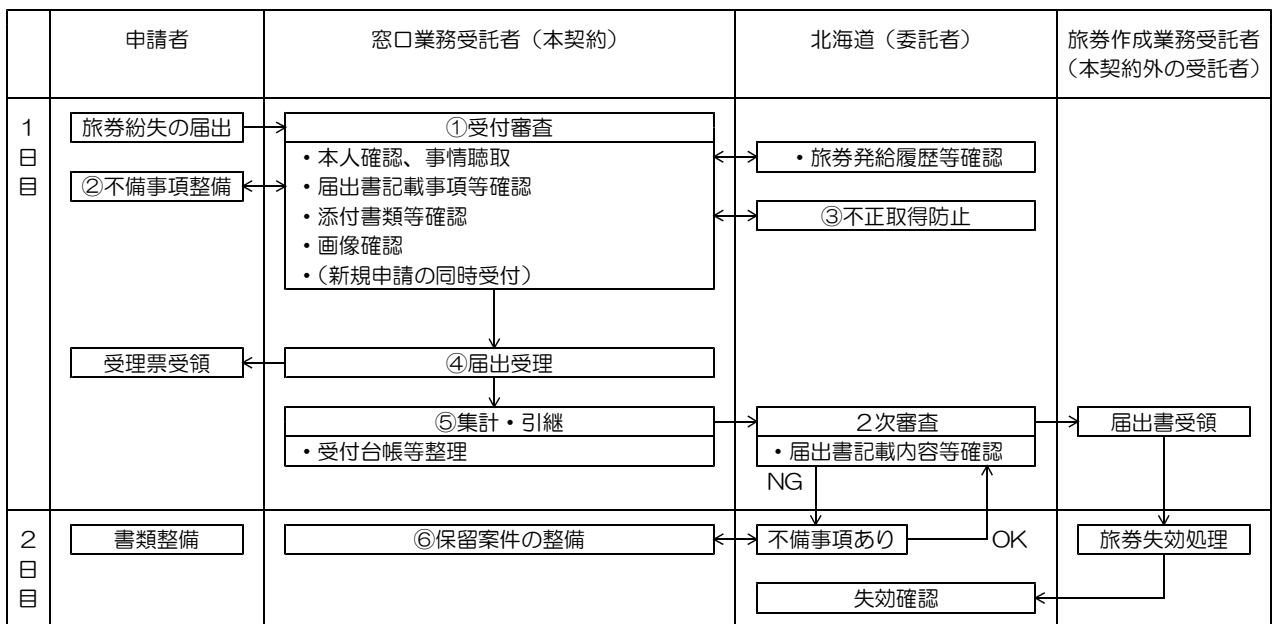 申請者
窓口業務受託者（本契約）
北海道（委託者）
旅券作成業務受託者
（本契約外の受託者）
1日目
旅券紛失の届出
①受付審査
・本人確認、事情聴取
・旅券発給履歴等確認
②不備事項整備
・届出書記載事項等確認
・添付書類等確認
③不正取得防止
・画像確認
・（新規申請の同時受付）
受理票受領
④届出受理
⑤集計・引継
2次審査
届出書受領
・受付台帳等整理
・届出書記載内容等確認
NG
2日目
書類整備
⑥保留案件の整備
不備事項あり
OK
旅券失効処理
失効確認